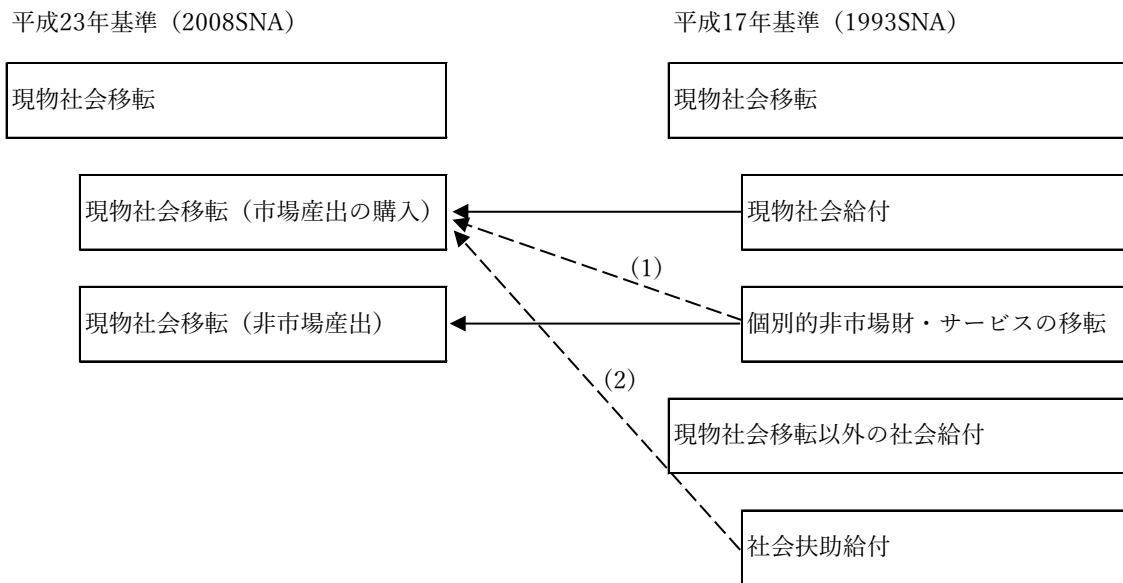 平成23年基準（2008SNA）
現物社会移転
現物社会移転（市場産出の購入）
現物社会移転（非市場産出）
平成17年基準（1993SNA）
現物社会移転
現物社会給付
個別的非市場財・サービスの移転
現物社会移転以外の社会給付
社会扶助給付
(1)
(2)